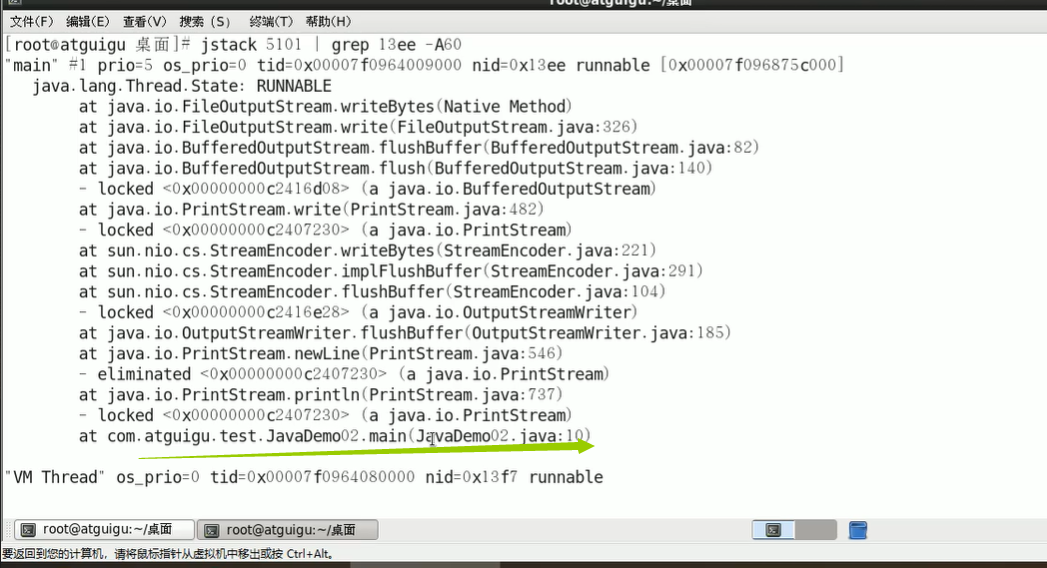 root@atguigu:~/桌面
文件(F) 编辑(E) 查看(V) 搜索 (S) 终端(T) 帮助(H)
[root@atguigu 桌面]# jstack 5101 | grep 13ee -A60
"main" #1 prio=5 os_prio=0 tid=0x00007f0964009000 nid=0x13ee runnable [0x00007f096875c000]
java.lang.Thread.State: RUNNABLE
at java.io.FileOutputStream.writeBytes(Native Method)
at java.io.FileOutputStream.write(FileOutputStream.java:326)
at java.io.BufferedOutputStream.flushBuffer(BufferedOutputStream.java:82)
at java.io.BufferedOutputStream.flush(BufferedOutputStream.java:140)
- locked <0x00000000c2416d08> (a java.io.BufferedOutputStream)
at java.io.PrintStream.write(PrintStream.java:482)
- locked <0x00000000c2407230> (a java.io.PrintStream)
at sun.nio.cs.StreamEncoder.writeBytes(StreamEncoder.java:221)
at sun.nio.cs.StreamEncoder.implFlushBuffer(StreamEncoder.java:291)
at sun.nio.cs.StreamEncoder.flushBuffer(StreamEncoder.java:104)
- locked <0x00000000c2416e28> (a java.io.OutputStreamWriter)
at java.io.OutputStreamWriter.flushBuffer(OutputStreamWriter.java:185)
at java.io.PrintStream.newLine(PrintStream.java:546)
- eliminated <0x00000000c2407230> (a java.io.PrintStream)
at java.io.PrintStream.println(PrintStream.java:737)
- locked <0x00000000c2407230> (a java.io.PrintStream)
at com.atguigu.test.JavaDemo02.main(JavaDemo02.java:10)
"VM Thread" os_prio=0 tid=0x00007f0964080000 nid=0x13f7 runnable
root@atguigu:~/桌面 root@atguigu:~/桌面
要返回到您的计算机，请将鼠标指针从虚拟机中移出或按 Ctrl+Alt。